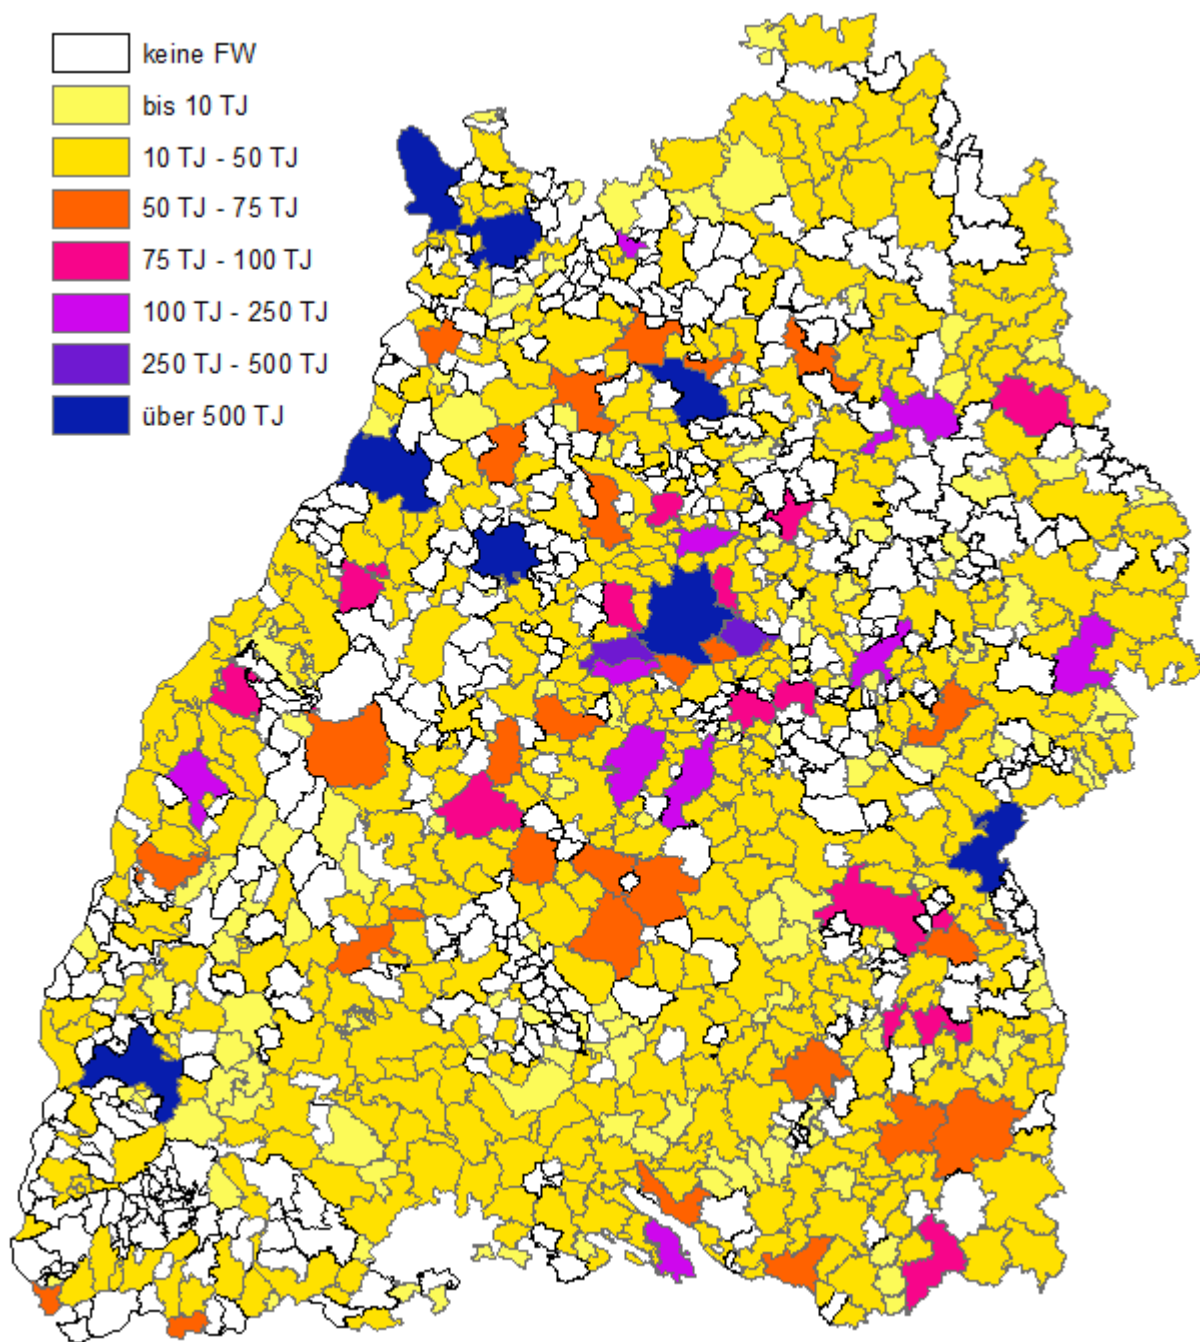 keine FW
bis 10 TJ
10 TJ - 50 TJ
50 TJ - 75 TJ
75 TJ - 100 TJ
100 TJ - 250 TJ
250 TJ - 500 TJ
über 500 TJ